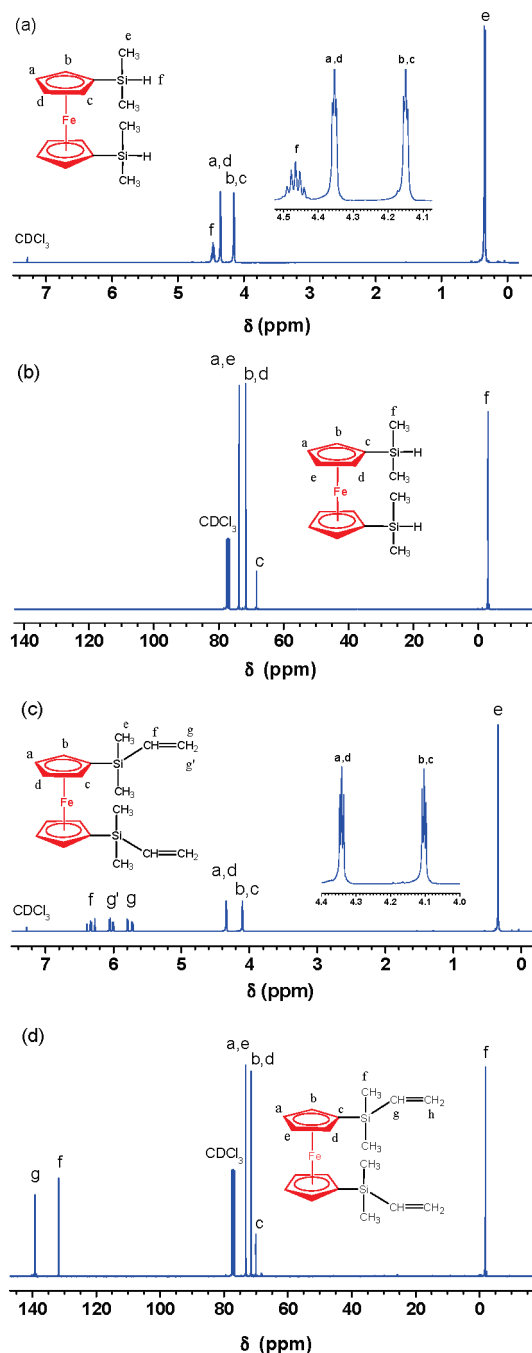 (a)
e
CH3
CH3
Si
H
f
a
b
d
c
Fe
CH3
Si
H
CH3
a,d
b,c
f
4.5
4.4
4.3
4.2
4.1
a,d
b,c
f
CDCl3
e
7
6
5
4
3
2
1
0
δ (ppm)
(b)
a,e
b,d
CDCl3
c
f
f
CH3
b
a
c
Si
H
e
d
CH3
Fe
CH3
Si
H
CH3
140
120
100
80
60
40
20
0
δ (ppm)
(c)
e
e
CH3
f
g
CH
CH2
g'
b
a
Si
d
c
CH3
Fe
CH3
Si
CH
CH2
CH3
a,d
b,c
4.4
4.3
4.2
4.1
4.0
CDCl3
f
g'
g
a,d
b,c
7
6
5
4
3
2
1
0
δ (ppm)
(d)
a,e
b,d
f
g
f
CDCl3
c
f
CH3
CH
CH2
b
c
Si
g
h
a
e
d
CH3
Fe
CH3
Si
CH
CH2
CH3
140
120
100
80
60
40
20
0
δ (ppm)